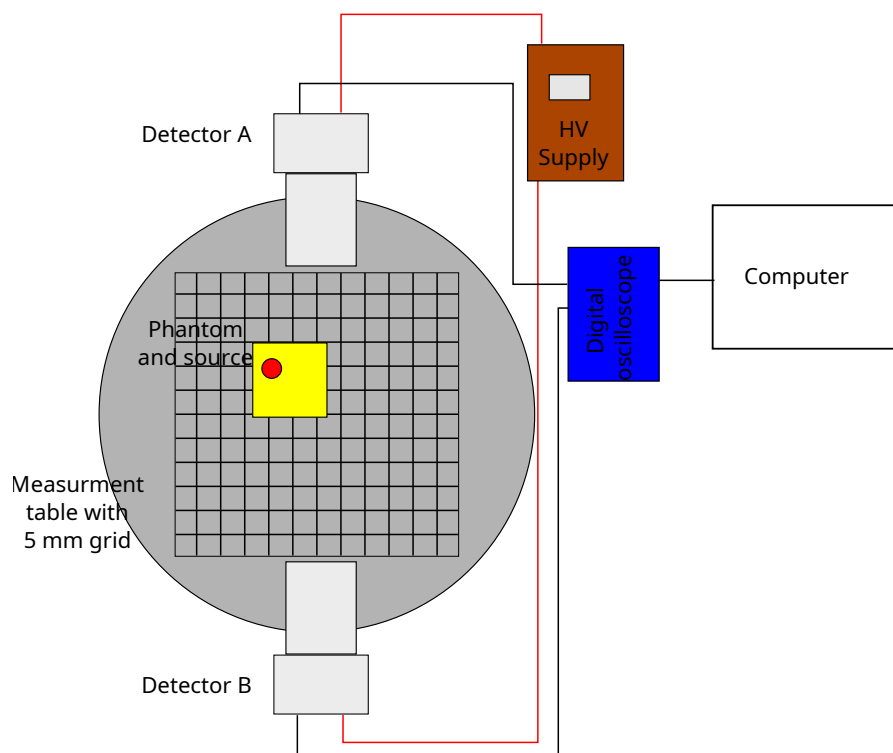 Detector A
HV
Supply
Digital
oscilloscope
Computer
Phantom
and source
Measurment
table with
5 mm grid
Detector B